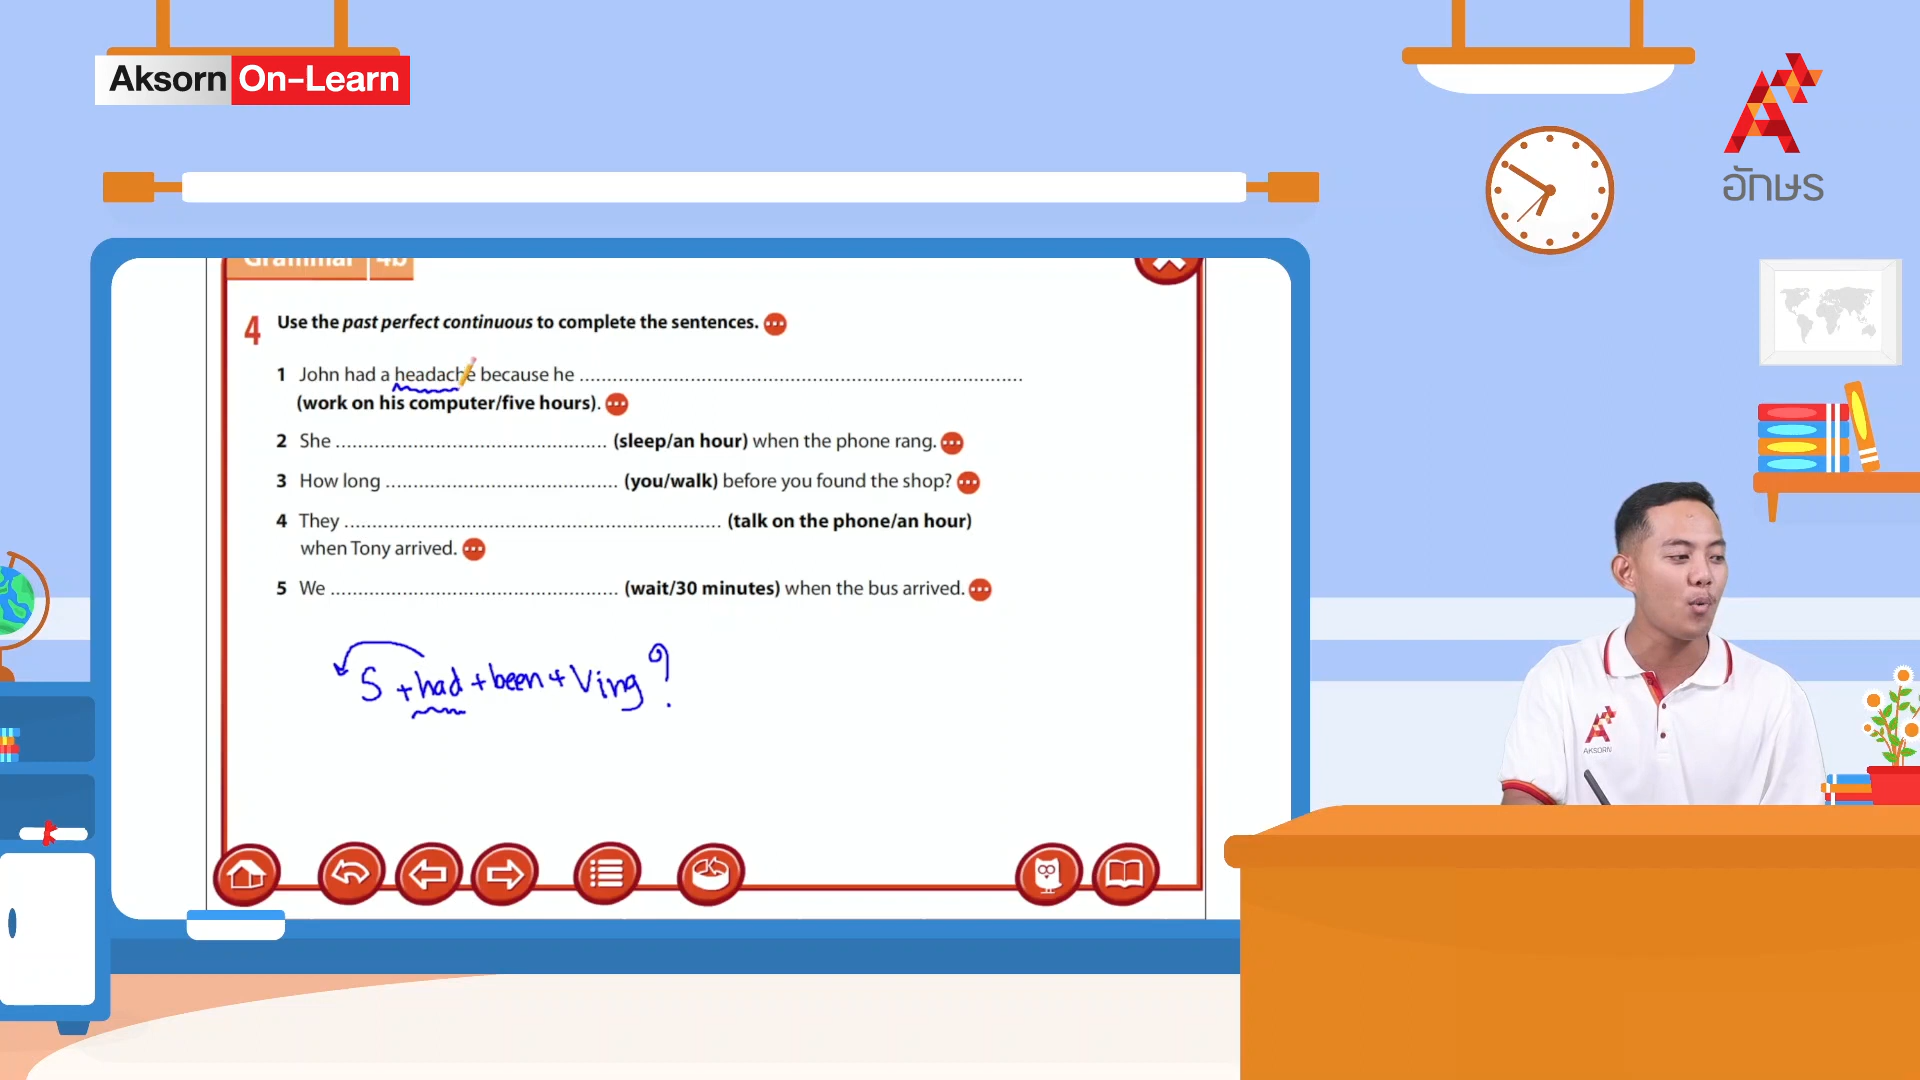 Aksorn On-Learn
อักษร
Grammar 4b
4 Use the past perfect continuous to complete the sentences.
1 John had a headache because he ........................................
(work on his computer/five hours).
2 She ........................................ (sleep/an hour) when the phone rang.
3 How long ........................................ (you/walk) before you found the shop?
4 They ........................................ (talk on the phone/an hour)
when Tony arrived.
5 We ........................................ (wait/30 minutes) when the bus arrived.
S + had + been + Ving ?
AKSORN